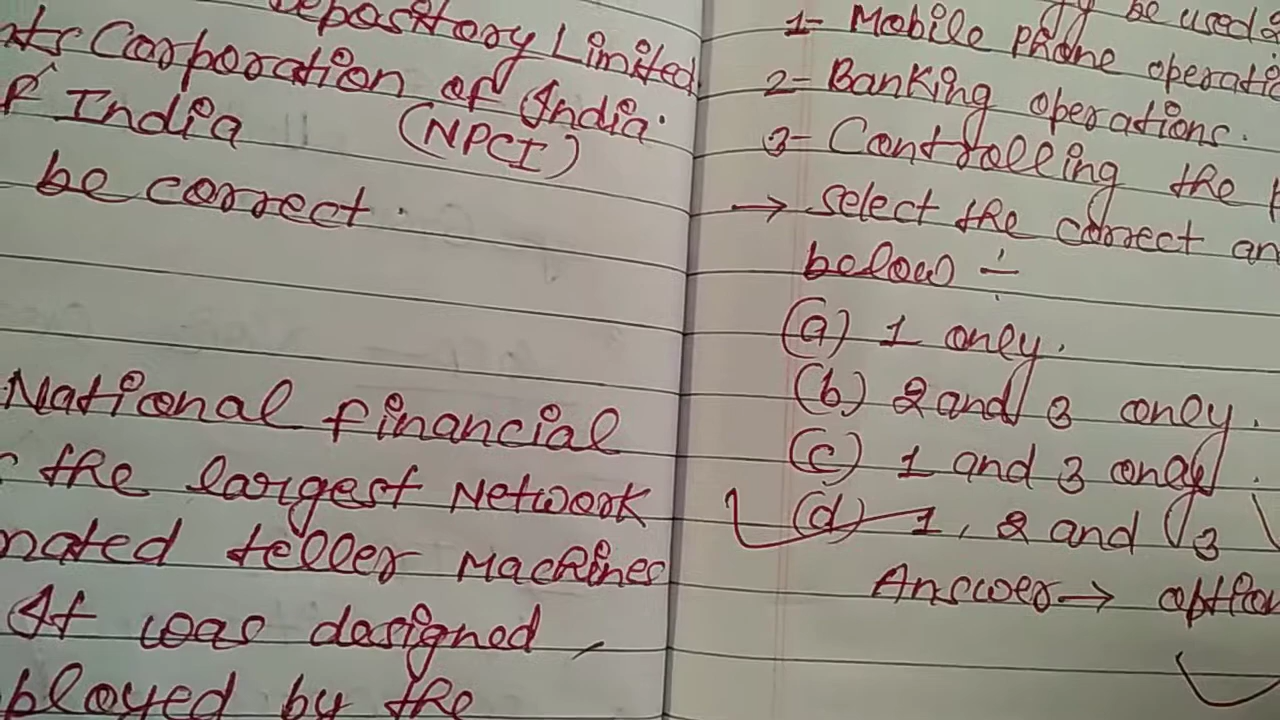 Depository Limited
Corporation of India.
India (NPCI)
be correct.
National financial
the largest Network
teller Machines
It was designed,
by the
be used
1- Mobile phone
2- Banking operations.
3- Controlling the
→ select the correct
below ÷
(a) 1 only.
(b) 2 and 3 only.
(c) 1 and 3 only.
(d) 1, 2 and 3
Answer →